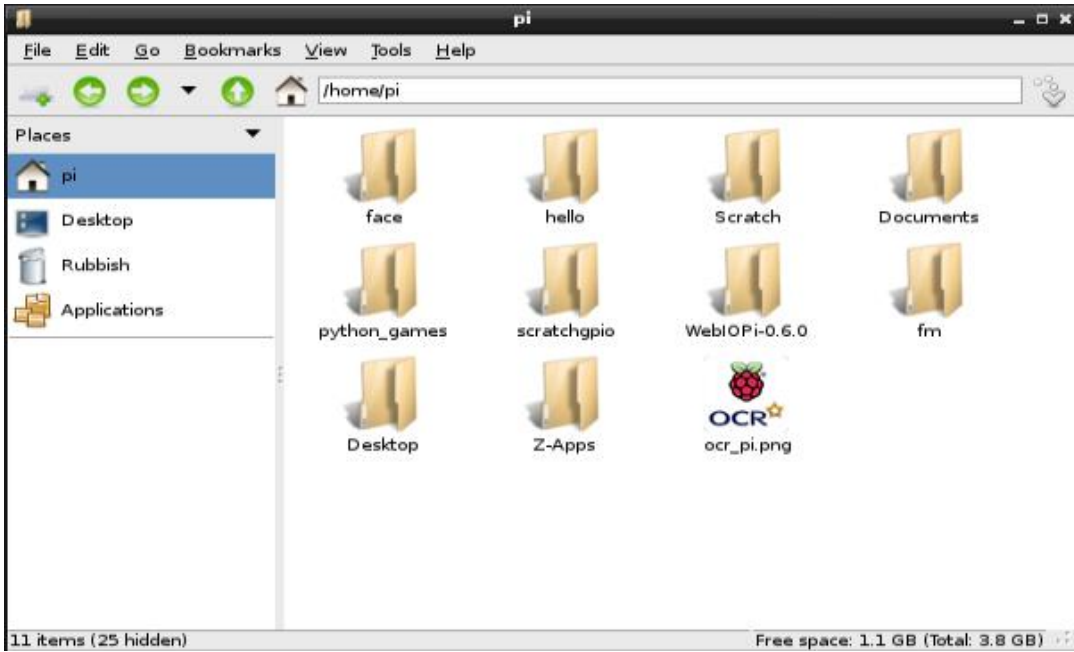 pi
File Edit Go Bookmarks View Tools Help
/home/pi
Places
pi
Desktop
Rubbish
Applications
face hello Scratch Documents
python_games scratchgpio WebIOPi-0.6.0 fm
OCR
Desktop Z-Apps ocr_pi.png
11 items (25 hidden) Free space: 1.1 GB (Total: 3.8 GB)